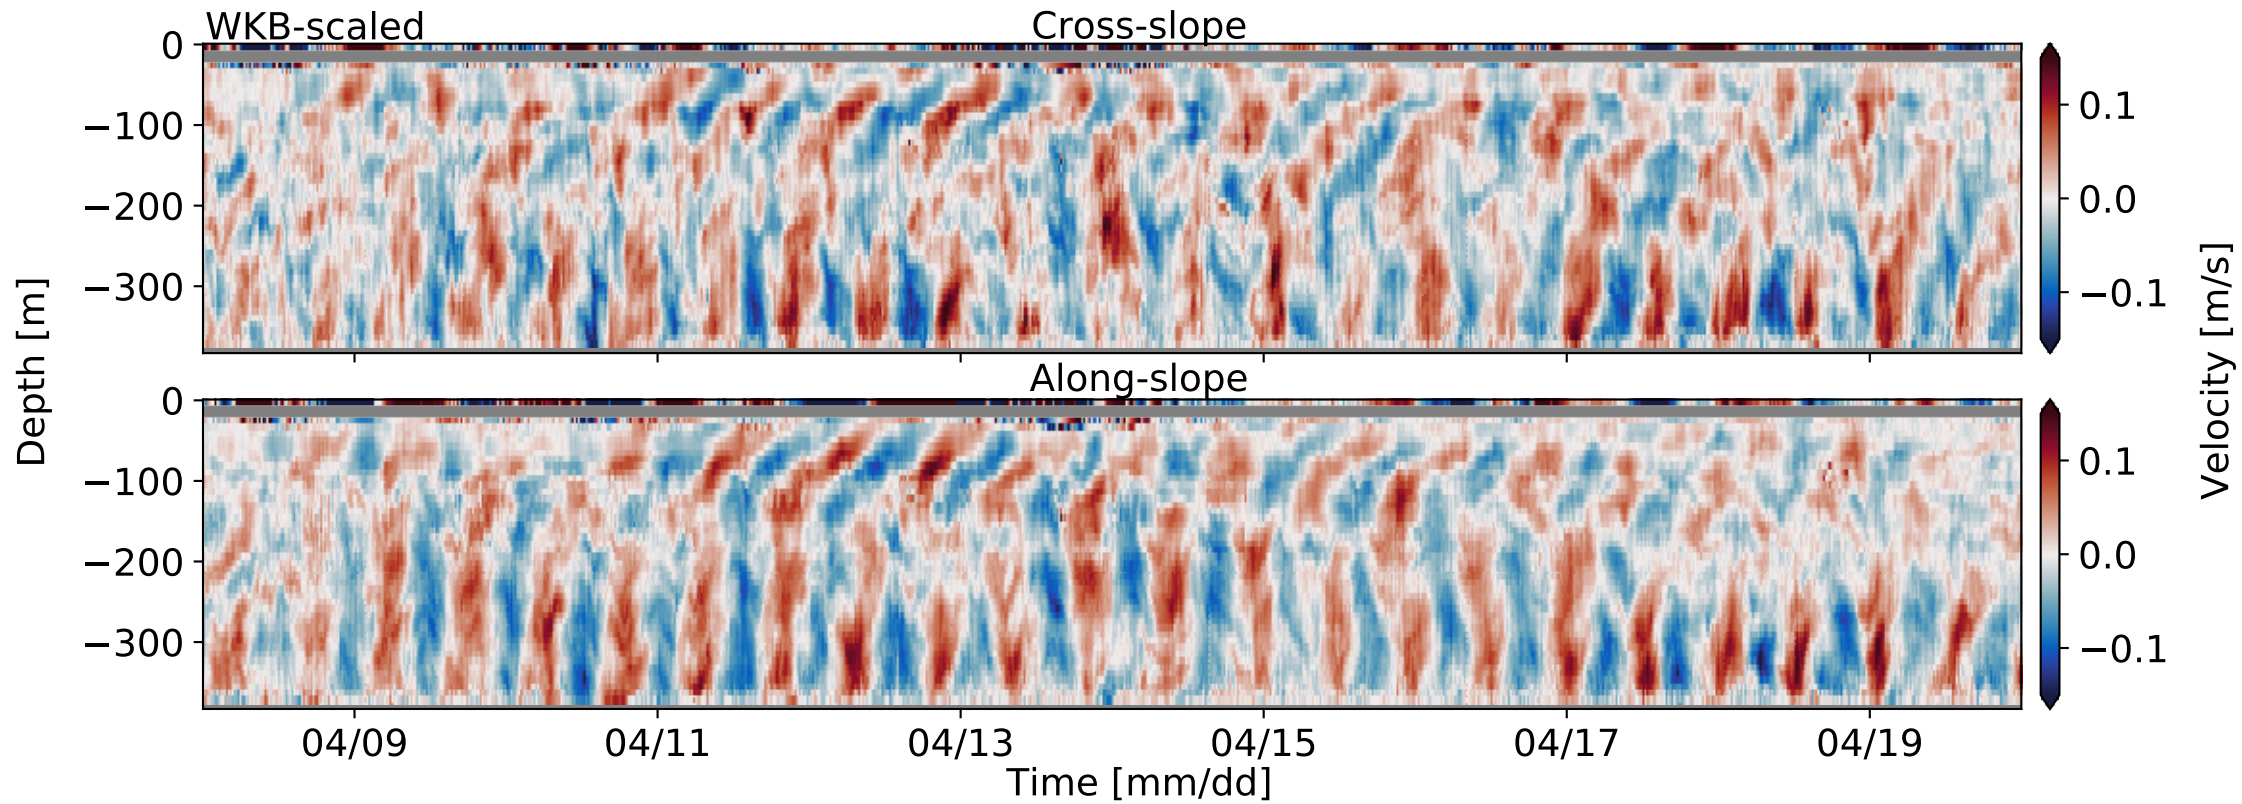 WKB-scaled
Cross-slope
0
−100
−200
−300
0.1
0.0
−0.1
Along-slope
0
−100
−200
−300
0.1
0.0
−0.1
Depth [m]
Velocity [m/s]
04/09 04/11 04/13 04/15 04/17 04/19
Time [mm/dd]